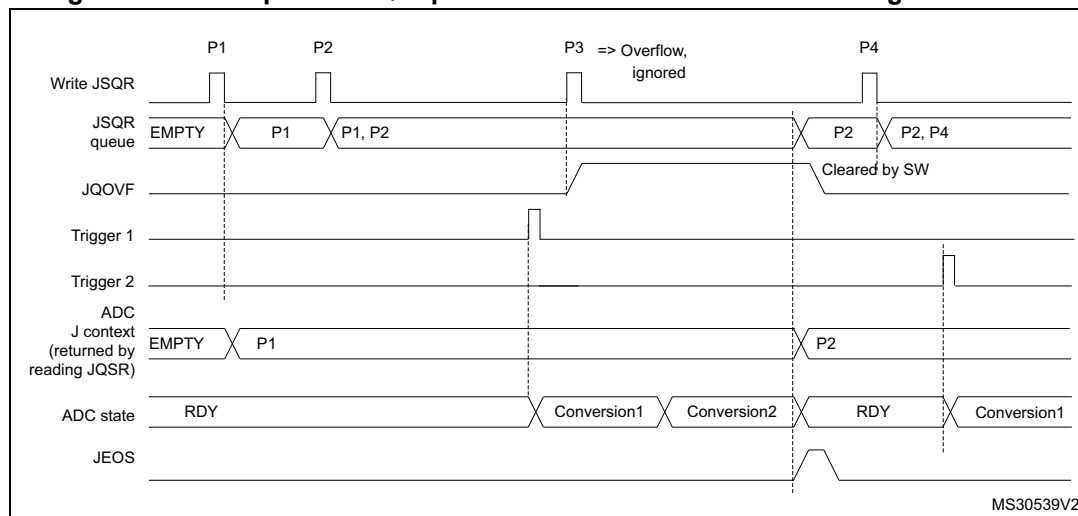 P1 P2 P3 => Overflow, P4
ignored
Write JSQR
JSQR
queue
EMPTY P1 P1, P2 P2 P2, P4
Cleared by SW
JQOVF
Trigger 1
Trigger 2
ADC
J context
(returned by
reading JQSR)
EMPTY P1 P2
ADC state RDY Conversion1 Conversion2 RDY Conversion1
JEOS
MS30539V2